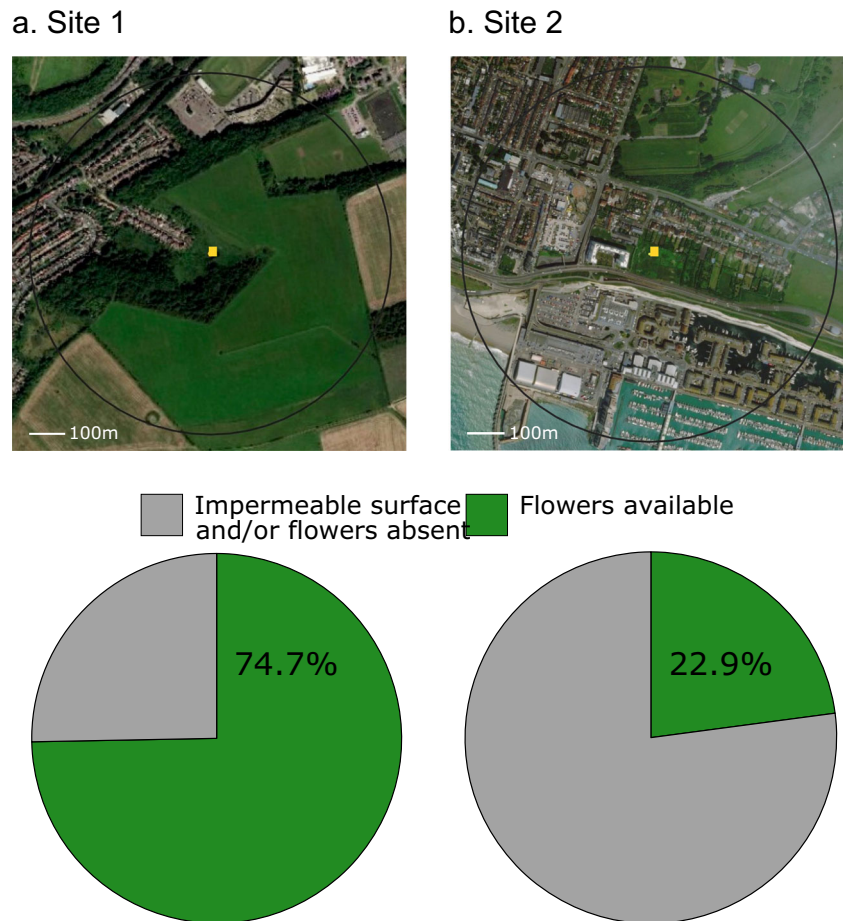 a. Site 1
b. Site 2
100m
100m
Impermeable surface
and/or flowers absent
Flowers available
74.7%
22.9%